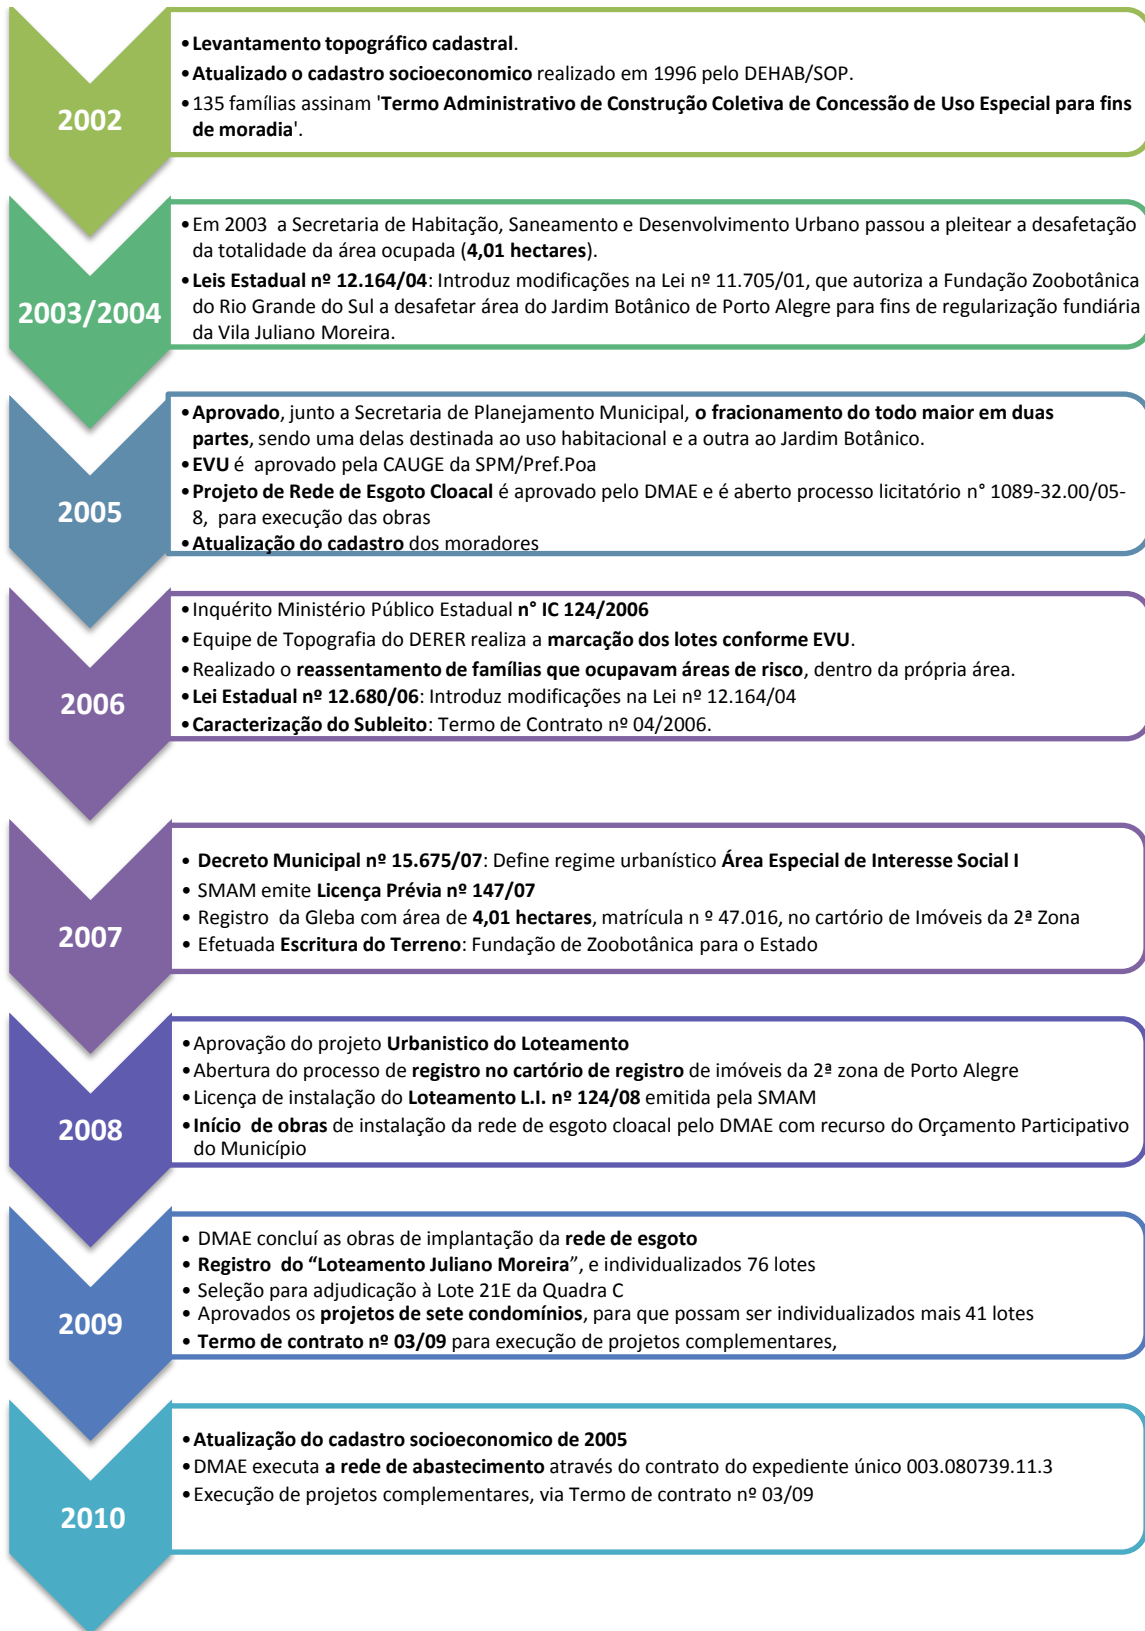 2002
•Levantamento topográfico cadastral.
•Atualizado o cadastro socioeconomico realizado em 1996 pelo DEHAB/SOP.
•135 famílias assinam 'Termo Administrativo de Construção Coletiva de Concessão de Uso Especial para fins
de moradia'.
2003/2004
•Em 2003 a Secretaria de Habitação, Saneamento e Desenvolvimento Urbano passou a pleitear a desafetação
da totalidade da área ocupada (4,01 hectares).
•Leis Estadual nº 12.164/04: Introduz modificações na Lei nº 11.705/01, que autoriza a Fundação Zoobotânica
do Rio Grande do Sul a desafetar área do Jardim Botânico de Porto Alegre para fins de regularização fundiária
da Vila Juliano Moreira.
2005
•Aprovado, junto a Secretaria de Planejamento Municipal, o fracionamento do todo maior em duas
partes, sendo uma delas destinada ao uso habitacional e a outra ao Jardim Botânico.
•EVU é aprovado pela CAUGE da SPM/Pref.Poa
•Projeto de Rede de Esgoto Cloacal é aprovado pelo DMAE e é aberto processo licitatório n° 1089-32.00/05-
8, para execução das obras
•Atualização do cadastro dos moradores
2006
•Inquérito Ministério Público Estadual n° IC 124/2006
•Equipe de Topografia do DERER realiza a marcação dos lotes conforme EVU.
•Realizado o reassentamento de famílias que ocupavam áreas de risco, dentro da própria área.
•Lei Estadual nº 12.680/06: Introduz modificações na Lei nº 12.164/04
•Caracterização do Subleito: Termo de Contrato nº 04/2006.
2007
• Decreto Municipal nº 15.675/07: Define regime urbanístico Área Especial de Interesse Social I
• SMAM emite Licença Prévia nº 147/07
• Registro da Gleba com área de 4,01 hectares, matrícula n º 47.016, no cartório de Imóveis da 2ª Zona
• Efetuada Escritura do Terreno: Fundação de Zoobotânica para o Estado
2008
•Aprovação do projeto Urbanistico do Loteamento
•Abertura do processo de registro no cartório de registro de imóveis da 2ª zona de Porto Alegre
•Licença de instalação do Loteamento L.I. nº 124/08 emitida pela SMAM
•Início de obras de instalação da rede de esgoto cloacal pelo DMAE com recurso do Orçamento Participativo
do Município
2009
• DMAE concluí as obras de implantação da rede de esgoto
• Registro do “Loteamento Juliano Moreira”, e individualizados 76 lotes
• Seleção para adjudicação à Lote 21E da Quadra C
• Aprovados os projetos de sete condomínios, para que possam ser individualizados mais 41 lotes
• Termo de contrato nº 03/09 para execução de projetos complementares,
2010
•Atualização do cadastro socioeconomico de 2005
•DMAE executa a rede de abastecimento através do contrato do expediente único 003.080739.11.3
•Execução de projetos complementares, via Termo de contrato nº 03/09